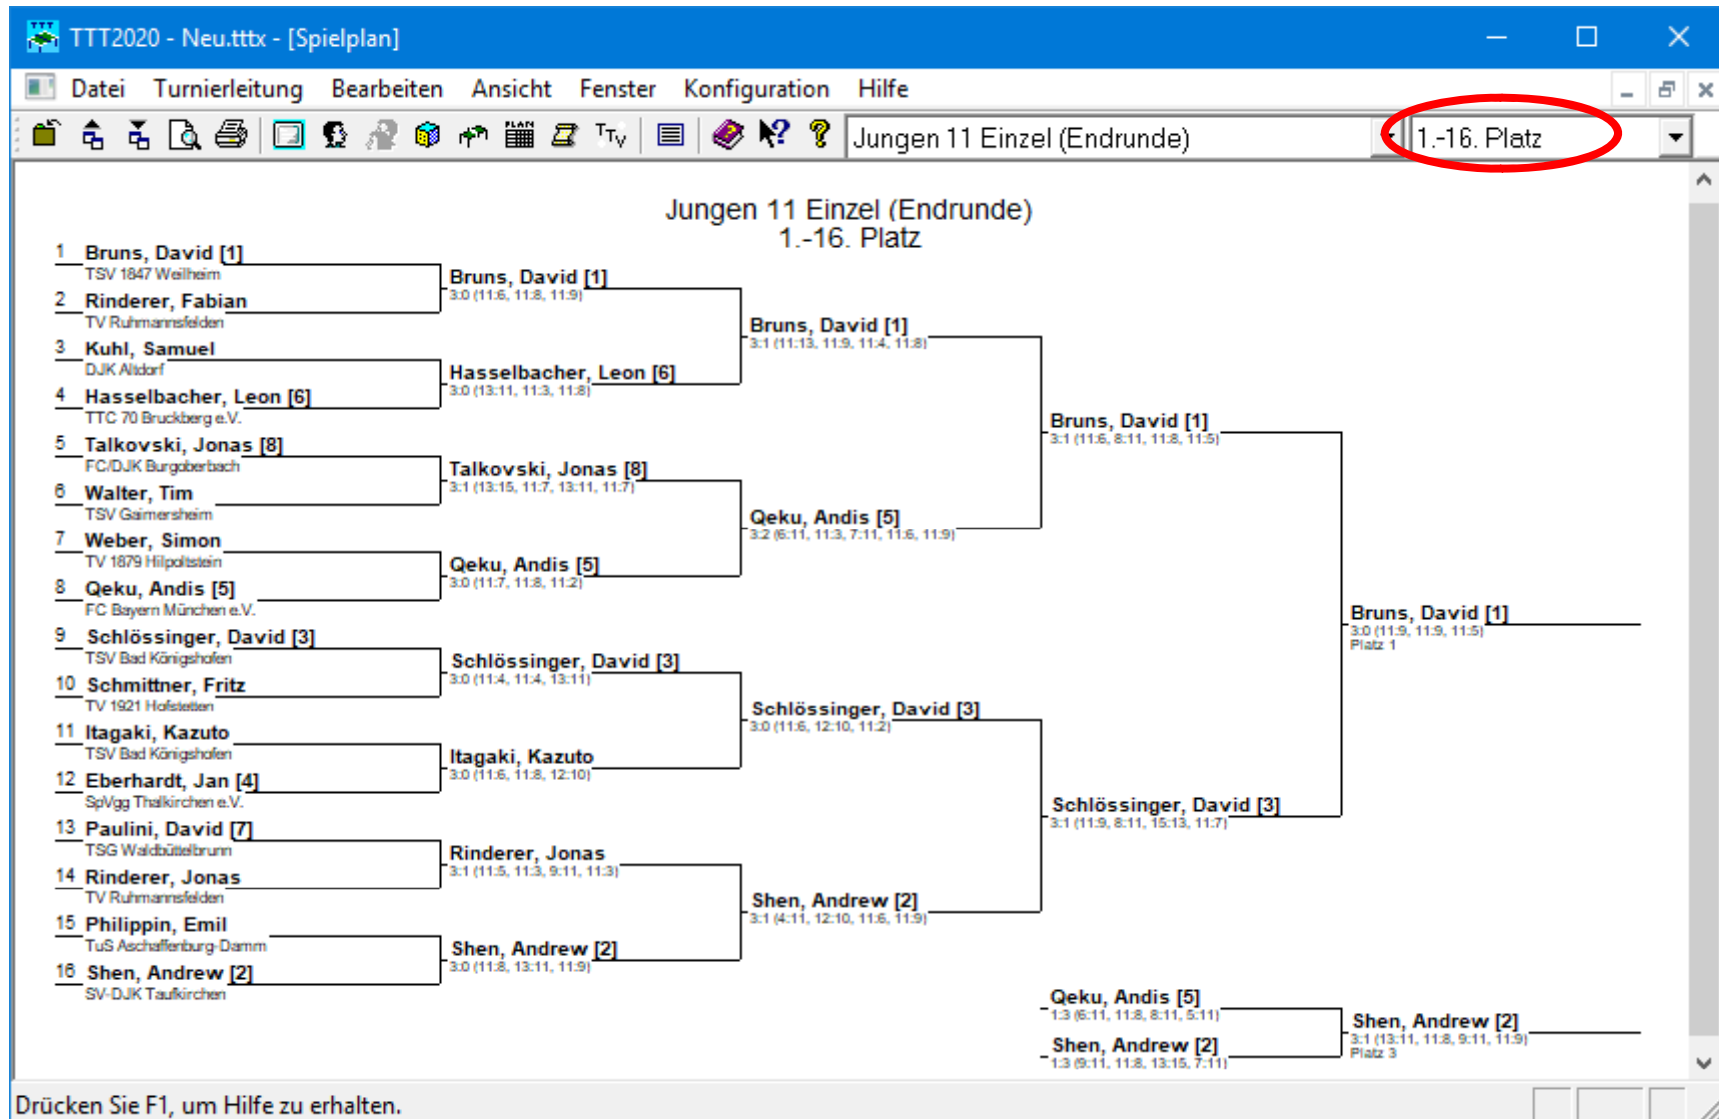 TTT2020 - Neu.tttx - [Spielplan]
Datei Turnierleitung Bearbeiten Ansicht Fenster Konfiguration Hilfe
Jungen 11 Einzel (Endrunde) 1.-16. Platz
Jungen 11 Einzel (Endrunde)
1.-16. Platz
1 Bruns, David [1]
TSV 1847 Weilheim
2 Rinderer, Fabian
TV Ruhmannsfelden
3 Kuhl, Samuel
DJK Altdorf
4 Hasselbacher, Leon [6]
TTC 70 Bruckberg e.V.
5 Talkovski, Jonas [8]
FC/DJK Burgoberbach
6 Walter, Tim
TSV Gaimersheim
7 Weber, Simon
TV 1879 Hilpoltstein
8 Qeku, Andis [5]
FC Bayern München e.V.
9 Schlössinger, David [3]
TSV Bad Königshofen
10 Schmittner, Fritz
TV 1921 Hofstetten
11 Itagaki, Kazuto
TSV Bad Königshofen
12 Eberhardt, Jan [4]
SpVgg Thalkirchen e.V.
13 Paulini, David [7]
TSG Waldbüttelbrunn
14 Rinderer, Jonas
TV Ruhmannsfelden
15 Philippin, Emil
TuS Aschaffenburg-Damm
16 Shen, Andrew [2]
SV-DJK Taufkirchen
Bruns, David [1]
3:0 (11:6, 11:8, 11:9)
Hasselbacher, Leon [6]
3:0 (13:11, 11:3, 11:8)
Talkovski, Jonas [8]
3:1 (13:15, 11:7, 13:11, 11:7)
Qeku, Andis [5]
3:0 (11:7, 11:8, 11:2)
Schlössinger, David [3]
3:0 (11:4, 11:4, 13:11)
Itagaki, Kazuto
3:0 (11:6, 11:8, 12:10)
Rinderer, Jonas
3:1 (11:5, 11:3, 9:11, 11:3)
Shen, Andrew [2]
3:0 (11:8, 13:11, 11:9)
Bruns, David [1]
3:1 (11:13, 11:9, 11:4, 11:8)
Qeku, Andis [5]
3:2 (6:11, 11:3, 7:11, 11:6, 11:9)
Schlössinger, David [3]
3:0 (11:6, 12:10, 11:2)
Shen, Andrew [2]
3:1 (4:11, 12:10, 11:6, 11:9)
Bruns, David [1]
3:1 (11:6, 8:11, 11:8, 11:5)
Schlössinger, David [3]
3:1 (11:9, 8:11, 15:13, 11:7)
Bruns, David [1]
3:0 (11:9, 11:9, 11:5)
Platz 1
Qeku, Andis [5]
1:3 (6:11, 11:8, 8:11, 5:11)
Shen, Andrew [2]
1:3 (9:11, 11:8, 13:15, 7:11)
Shen, Andrew [2]
3:1 (13:11, 11:8, 9:11, 11:9)
Platz 3
Drücken Sie F1, um Hilfe zu erhalten.